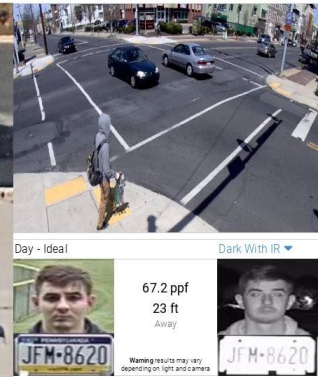 Day - Ideal
Dark With IR
67.2 ppf
23 ft
Away
Warning results may vary
depending on light and camera
PENNSYLVANIA
JFM-8620
JFM-8620